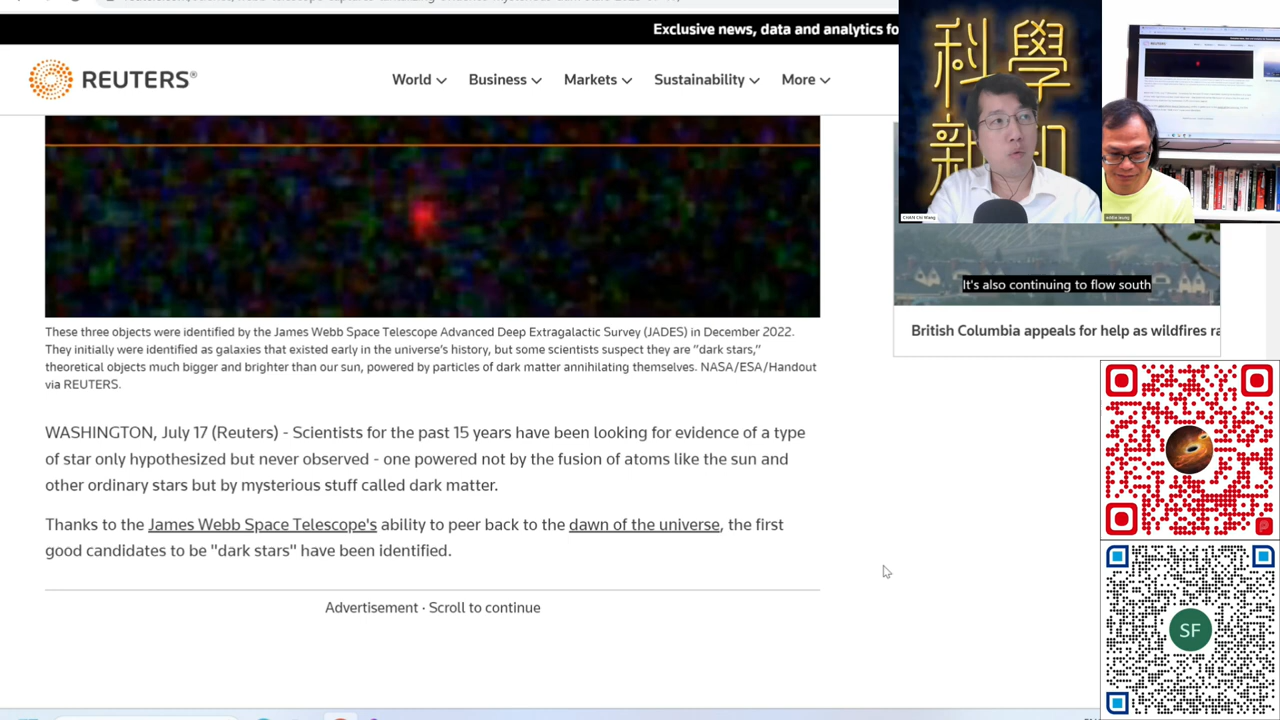 Exclusive news, data and analytics fo
REUTERS®
World
Business
Markets
Sustainability
More
科學
新知
CHAN Chi Wang
eddie leung
It's also continuing to flow south
British Columbia appeals for help as wildfires ra
These three objects were identified by the James Webb Space Telescope Advanced Deep Extragalactic Survey (JADES) in December 2022.
They initially were identified as galaxies that existed early in the universe's history, but some scientists suspect they are "dark stars,"
theoretical objects much bigger and brighter than our sun, powered by particles of dark matter annihilating themselves. NASA/ESA/Handout
via REUTERS.
WASHINGTON, July 17 (Reuters) - Scientists for the past 15 years have been looking for evidence of a type
of star only hypothesized but never observed - one powered not by the fusion of atoms like the sun and
other ordinary stars but by mysterious stuff called dark matter.
Thanks to the James Webb Space Telescope's ability to peer back to the dawn of the universe, the first
good candidates to be "dark stars" have been identified.
Advertisement · Scroll to continue
SF